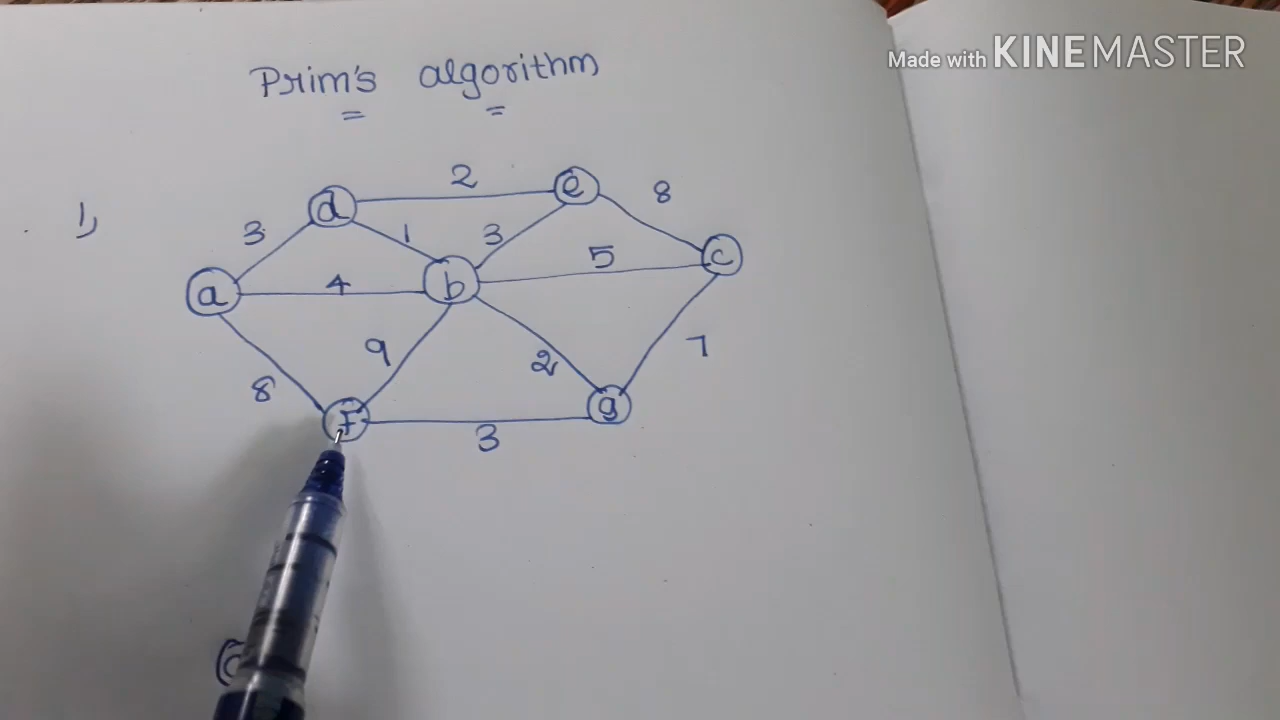 Made with KINEMASTER
Prim's algorithm
1,
d 2 e 8
3 1 3 5 c
a 4 b
9 2 7
8 f 3 g